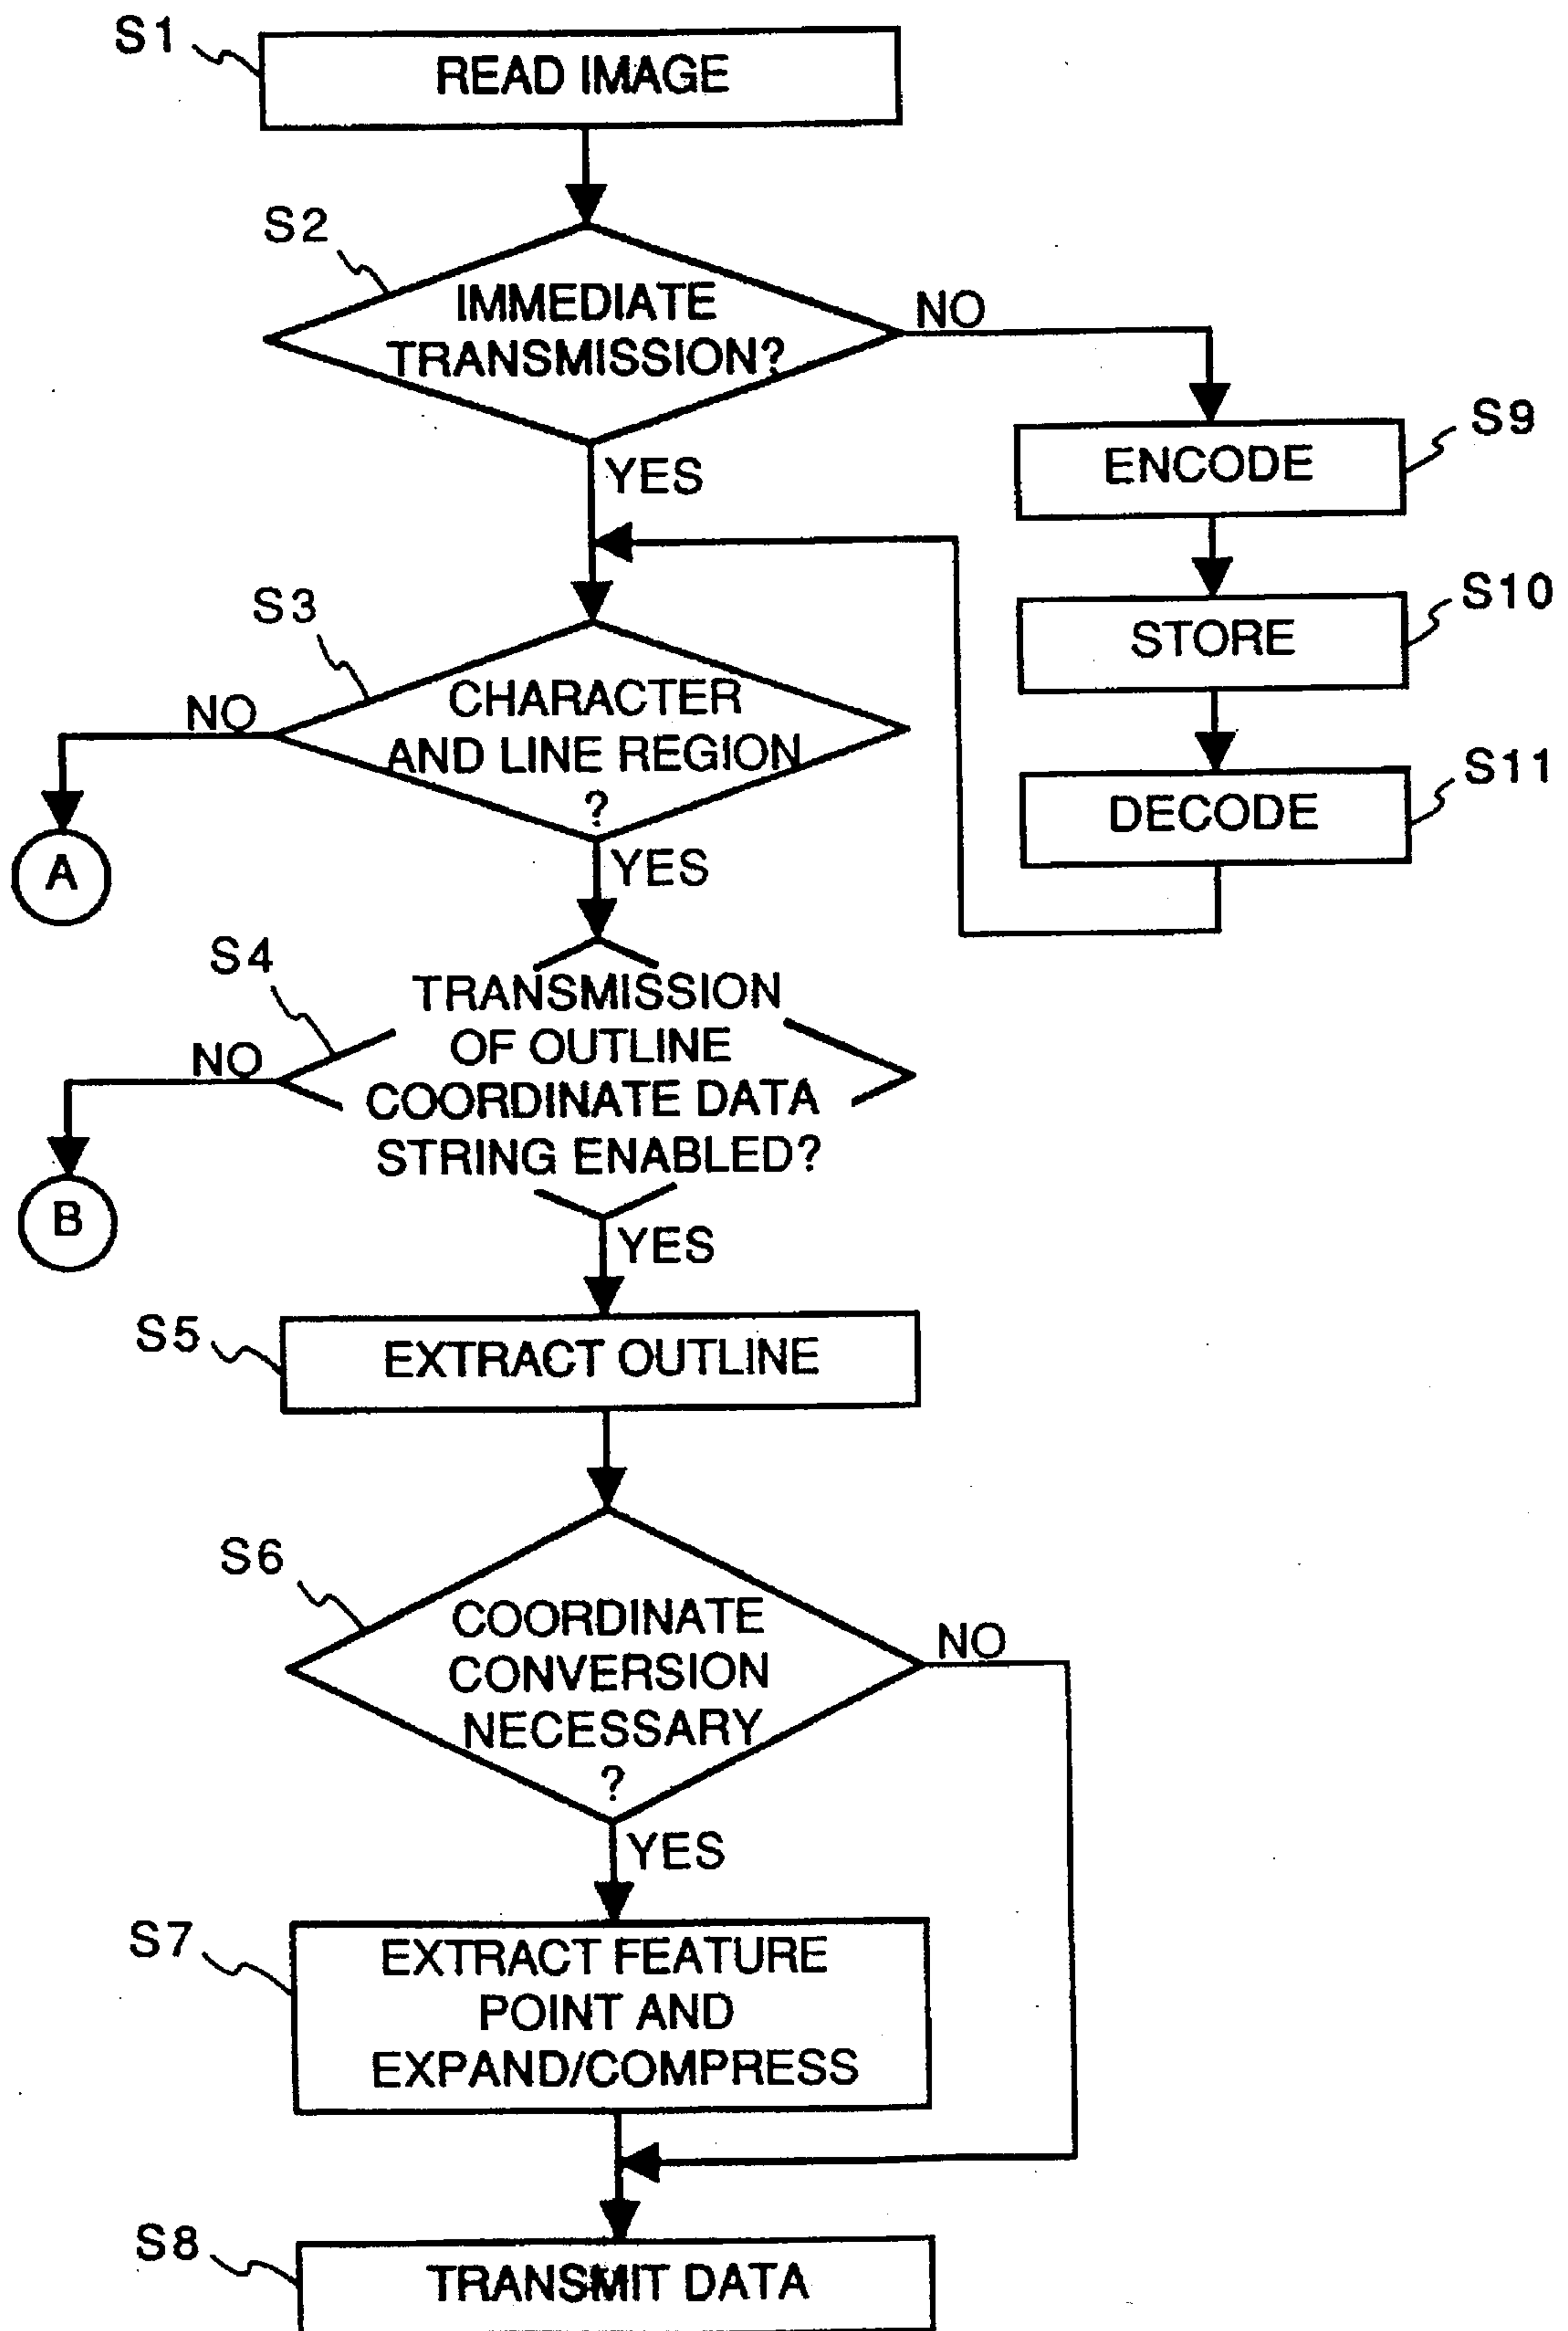 S1
READ IMAGE
S2
IMMEDIATE
TRANSMISSION?
NO
YES
S9
ENCODE
S10
STORE
S11
DECODE
S3
CHARACTER
AND LINE REGION
?
NO
A
YES
S4
TRANSMISSION
OF OUTLINE
COORDINATE DATA
STRING ENABLED?
NO
B
YES
S5
EXTRACT OUTLINE
S6
COORDINATE
CONVERSION
NECESSARY
?
NO
YES
S7
EXTRACT FEATURE
POINT AND
EXPAND/COMPRESS
S8
TRANSMIT DATA